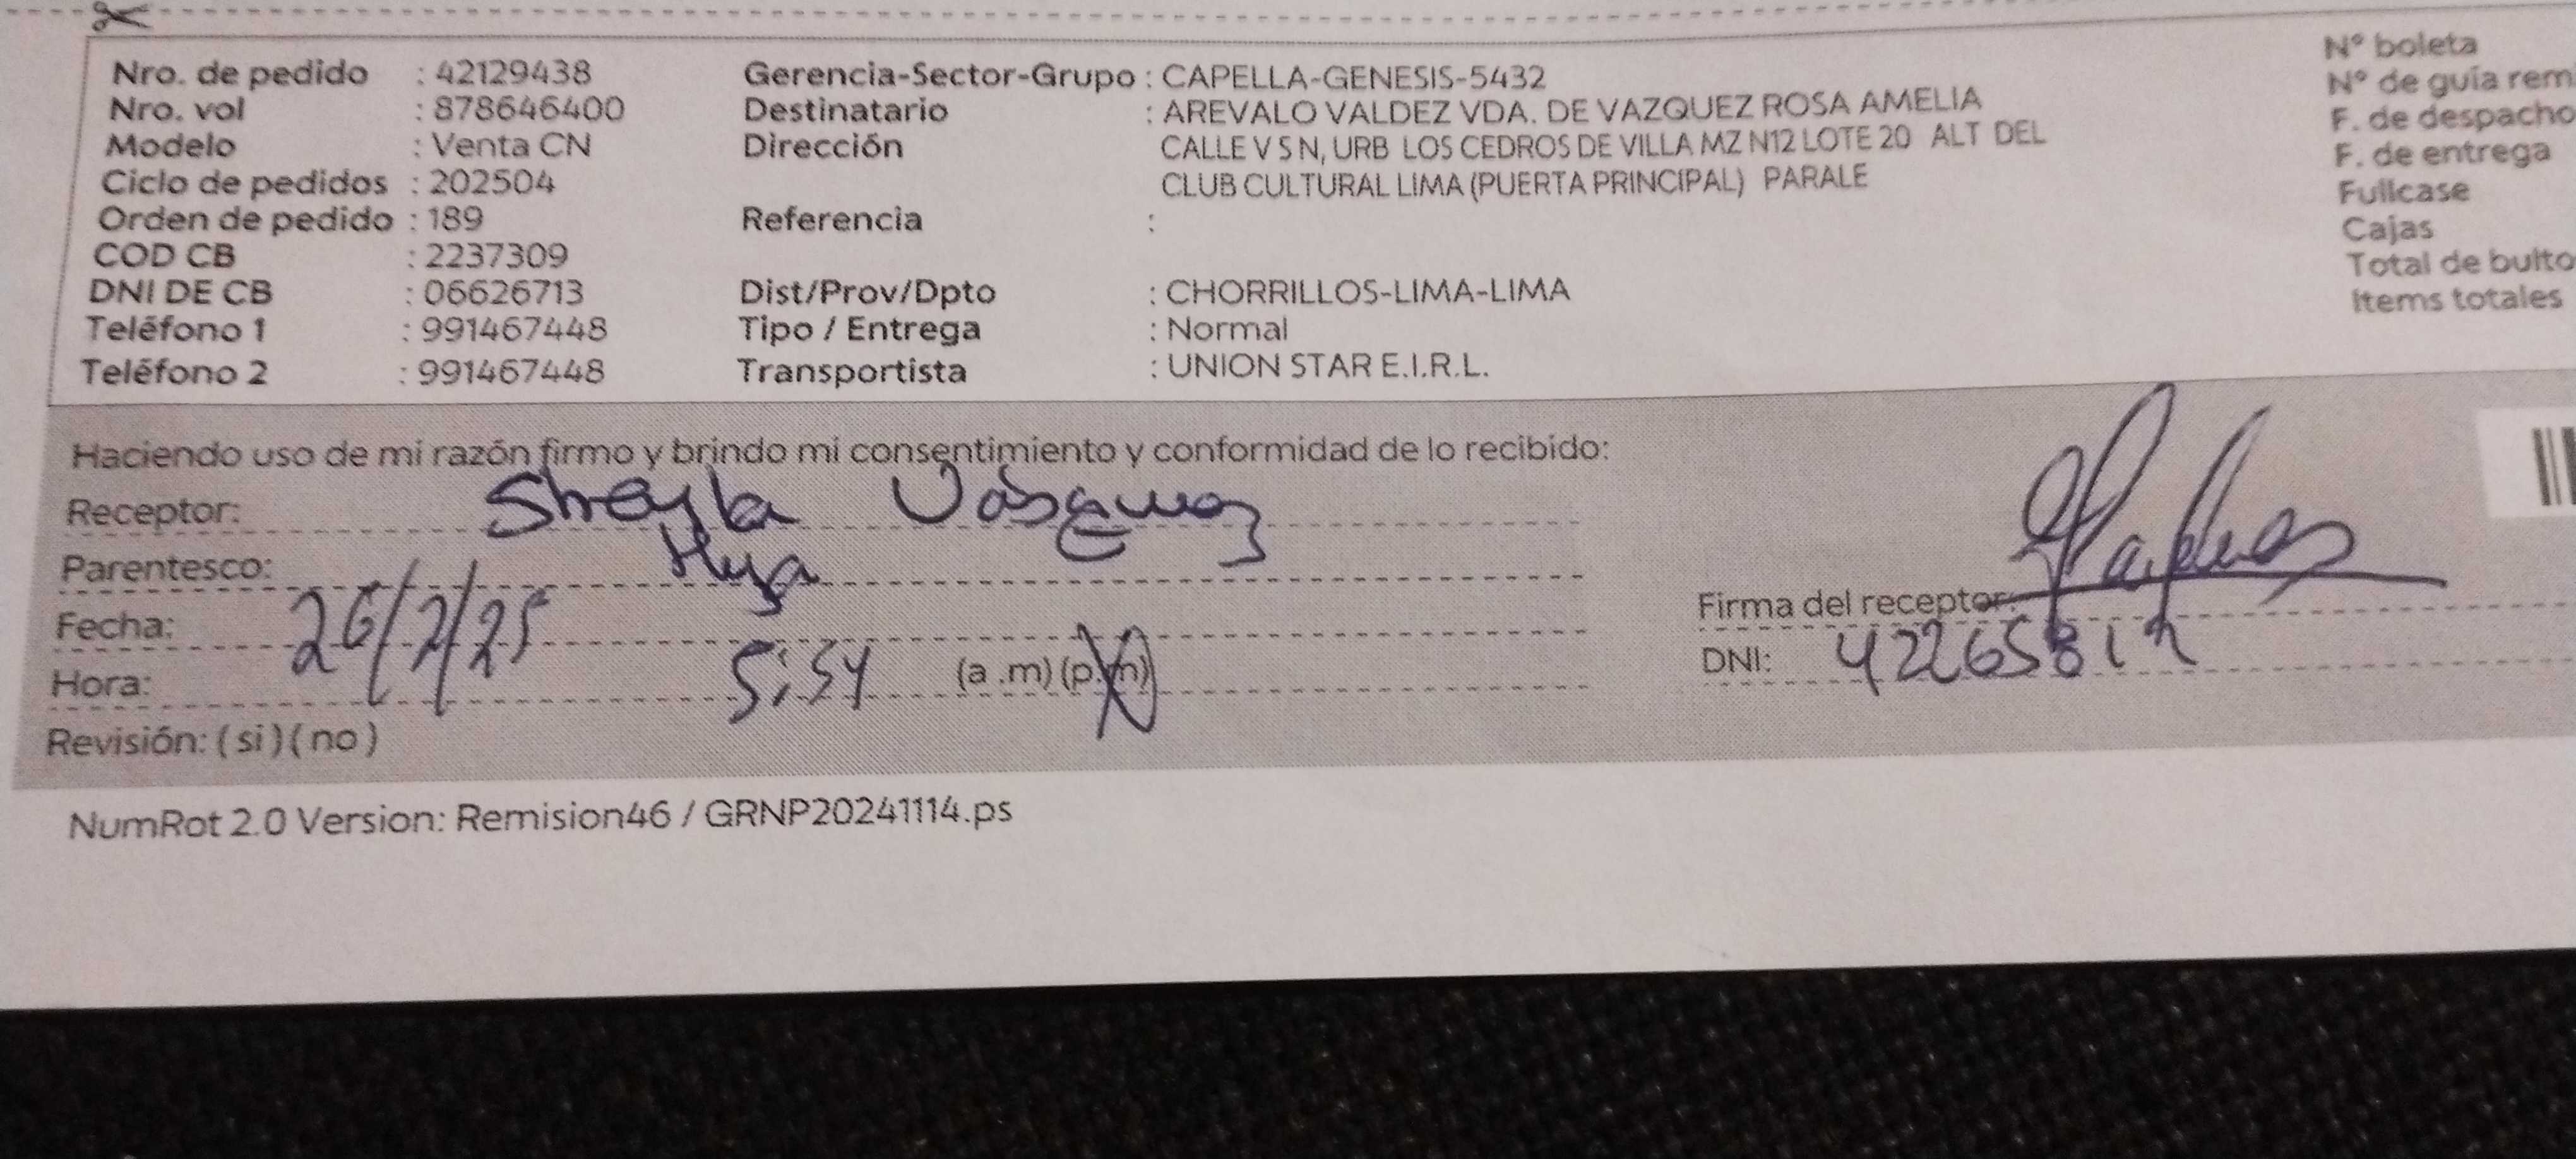 Nro. de pedido : 42129438
Nro. vol : 878646400
Modelo : Venta CN
Ciclo de pedidos : 202504
Orden de pedido : 189
COD CB : 2237309
DNI DE CB : 06626713
Teléfono 1 : 991467448
Teléfono 2 : 991467448
Gerencia-Sector-Grupo : CAPELLA-GENESIS-5432
Destinatario : AREVALO VALDEZ VDA. DE VAZQUEZ ROSA AMELIA
Dirección CALLE V S N, URB LOS CEDROS DE VILLA MZ N12 LOTE 20 ALT DEL
CLUB CULTURAL LIMA (PUERTA PRINCIPAL) PARALE
Referencia :
Dist/Prov/Dpto : CHORRILLOS-LIMA-LIMA
Tipo / Entrega : Normal
Transportista : UNION STAR E.I.R.L.
N° boleta
N° de guía rem
F. de despacho
F. de entrega
Fullcase
Cajas
Total de bulto
Items totales
Haciendo uso de mi razón firmo y brindo mi consentimiento y conformidad de lo recibido:
Receptor: Sheyla Vásquez
Parentesco: Hija
Fecha: 26/2/25
Hora: 5:54 (a .m) (p.m)
Revisión: ( si ) ( no )
Firma del receptor:
DNI:
NumRot 2.0 Version: Remision46 / GRNP20241114.ps